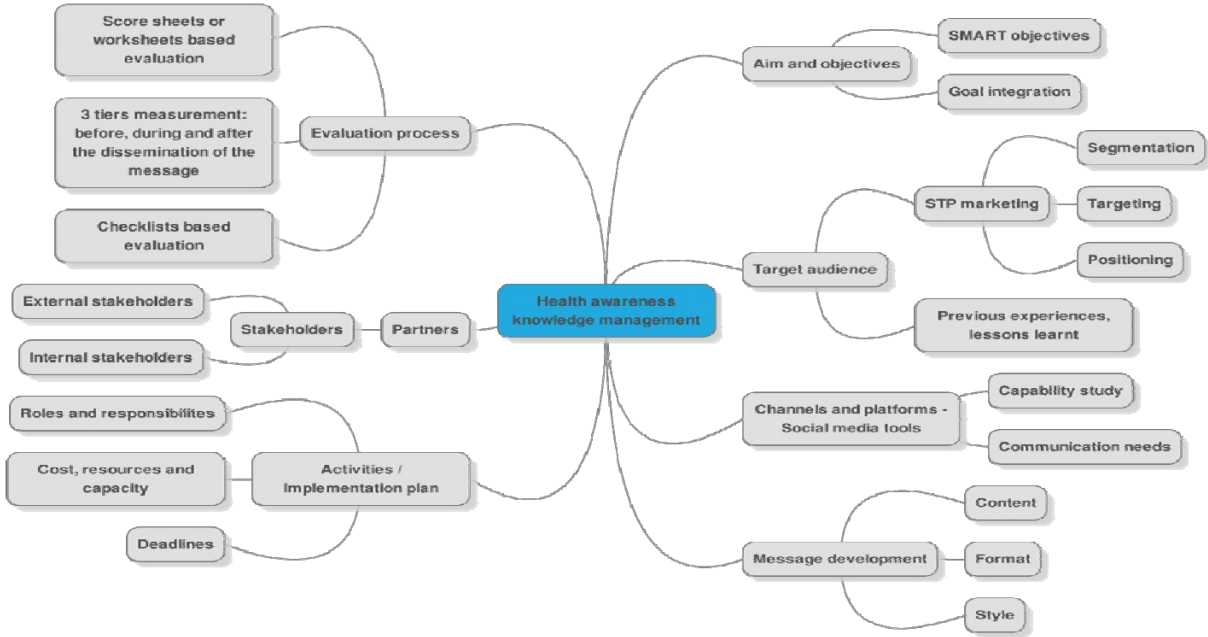 Score sheets or
worksheets based
evaluation
3 tiers measurement:
before, during and after
the dissemination of the
message
Checklists based
evaluation
Evaluation process
External stakeholders
Internal stakeholders
Stakeholders
Partners
Roles and responsibilites
Cost, resources and
capacity
Deadlines
Activities /
Implementation plan
Health awareness
knowledge management
Aim and objectives
SMART objectives
Goal integration
Target audience
STP marketing
Segmentation
Targeting
Positioning
Previous experiences,
lessons learnt
Channels and platforms -
Social media tools
Capability study
Communication needs
Message development
Content
Format
Style